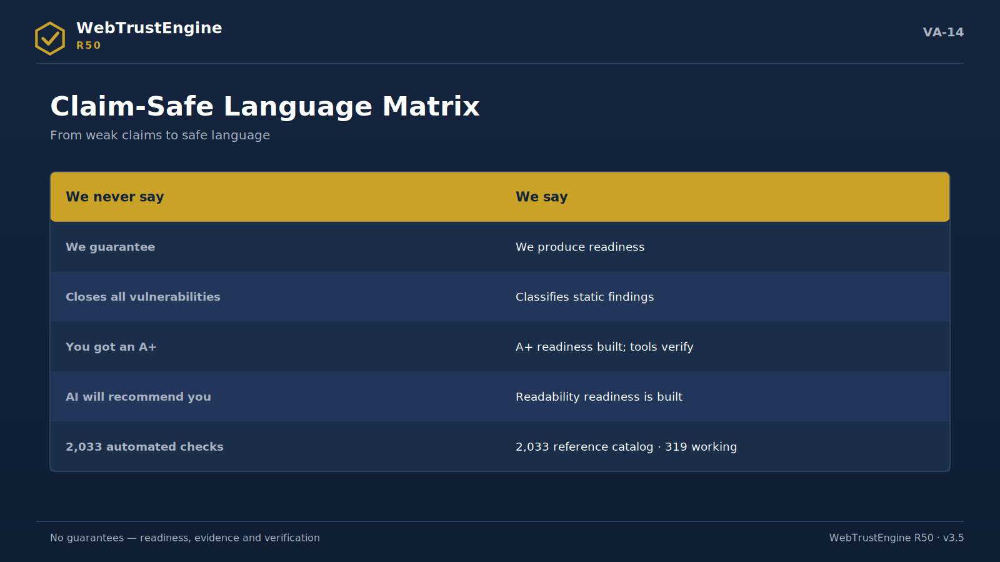 WebTrustEngine
R50
VA-14
Claim-Safe Language Matrix
From weak claims to safe language
We never say
We say
We guarantee
We produce readiness
Closes all vulnerabilities
Classifies static findings
You got an A+
A+ readiness built; tools verify
AI will recommend you
Readability readiness is built
2,033 automated checks
2,033 reference catalog · 319 working
No guarantees — readiness, evidence and verification
WebTrustEngine R50 · v3.5